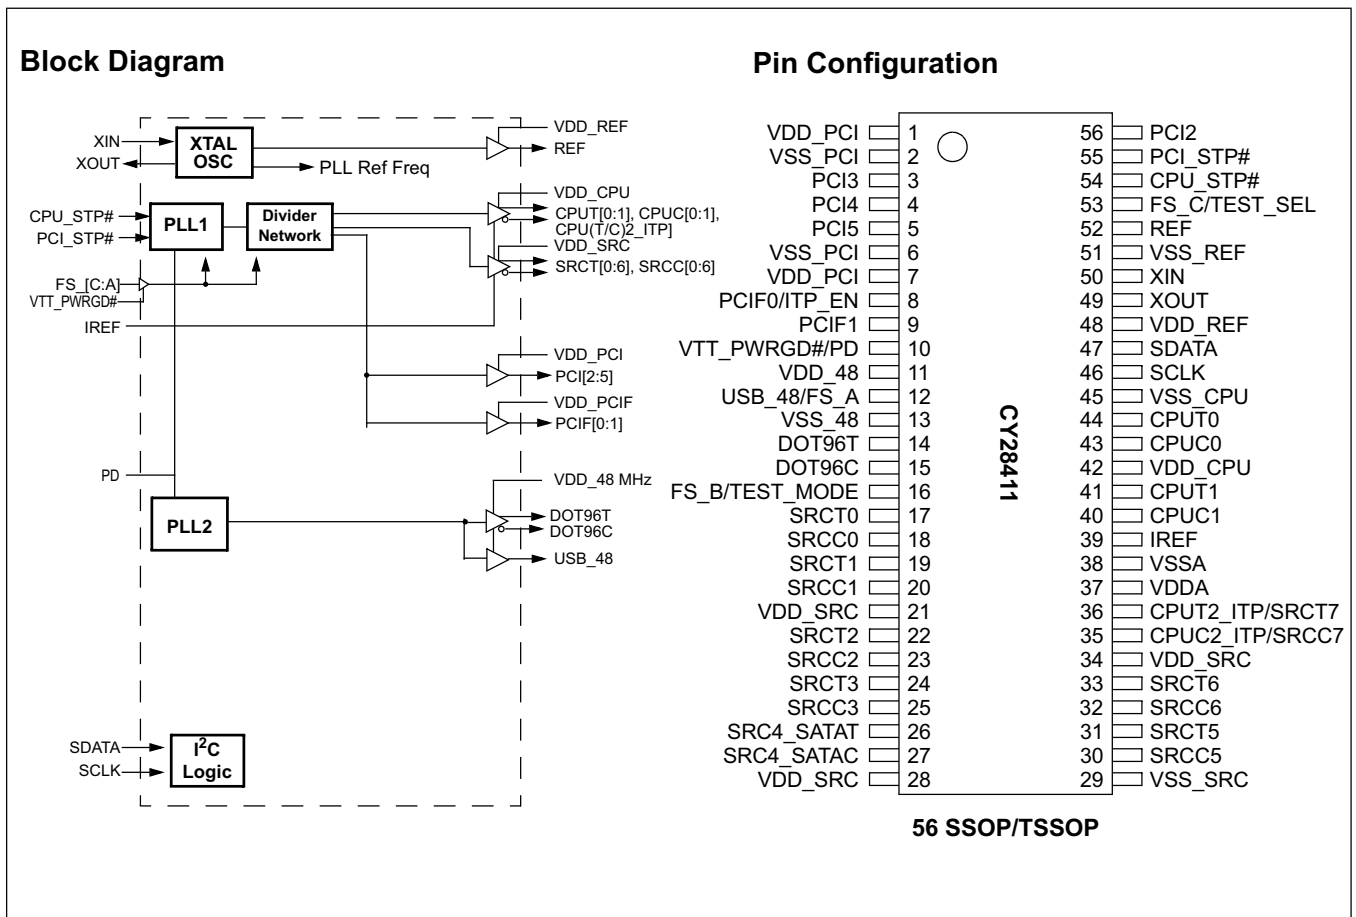 Block Diagram
XIN
XOUT
XTAL
OSC
VDD_REF
REF
PLL Ref Freq
CPU_STP#
PCI_STP#
PLL1
Divider
Network
VDD_CPU
CPUT[0:1], CPUC[0:1],
CPU(T/C)2_ITP]
VDD_SRC
SRCT[0:6], SRCC[0:6]
FS_[C:A]
VTT_PWRGD#
IREF
VDD_PCI
PCI[2:5]
VDD_PCIF
PCIF[0:1]
PD
VDD_48 MHz
PLL2
DOT96T
DOT96C
USB_48
SDATA
SCLK
I2C
Logic
Pin Configuration
VDD_PCI 1 56 PCI2
VSS_PCI 2 55 PCI_STP#
PCI3 3 54 CPU_STP#
PCI4 4 53 FS_C/TEST_SEL
PCI5 5 52 REF
VSS_PCI 6 51 VSS_REF
VDD_PCI 7 50 XIN
PCIF0/ITP_EN 8 49 XOUT
PCIF1 9 48 VDD_REF
VTT_PWRGD#/PD 10 47 SDATA
VDD_48 11 46 SCLK
USB_48/FS_A 12 45 VSS_CPU
VSS_48 13 44 CPUT0
DOT96T 14 43 CPUC0
DOT96C 15 42 VDD_CPU
FS_B/TEST_MODE 16 41 CPUT1
SRCT0 17 40 CPUC1
SRCC0 18 39 IREF
SRCT1 19 38 VSSA
SRCC1 20 37 VDDA
VDD_SRC 21 36 CPUT2_ITP/SRCT7
SRCT2 22 35 CPUC2_ITP/SRCC7
SRCC2 23 34 VDD_SRC
SRCT3 24 33 SRCT6
SRCC3 25 32 SRCC6
SRC4_SATAT 26 31 SRCT5
SRC4_SATAC 27 30 SRCC5
VDD_SRC 28 29 VSS_SRC
CY28411
56 SSOP/TSSOP